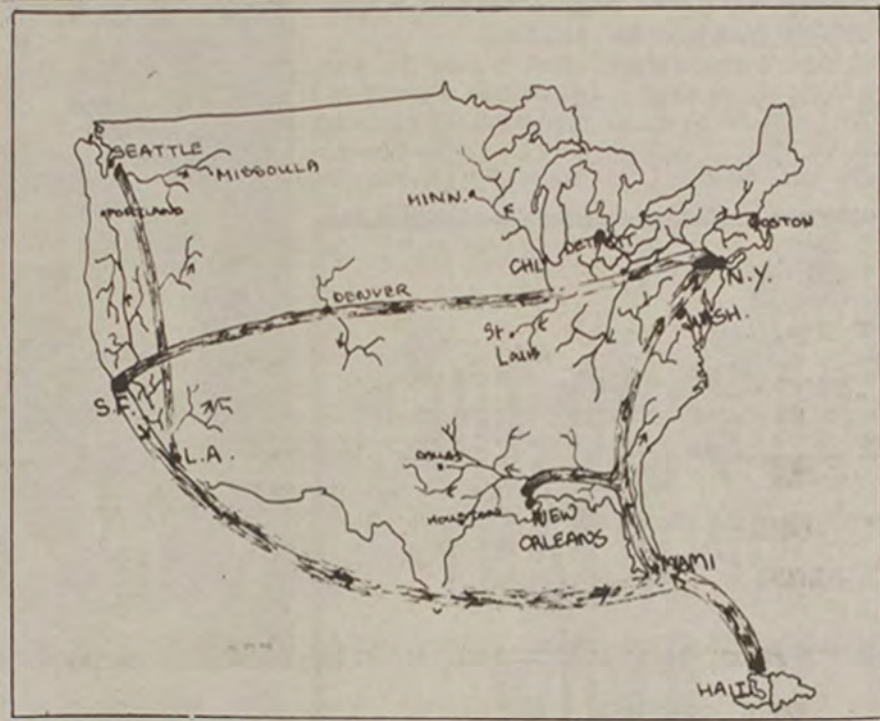 SEATTLE
MISSOULA
PORTLAND
MINN.
BOSTON
DETROIT
CHI.
N.Y.
DENVER
WASH.
St.
Louis
S.F.
L.A.
DALLAS
HOUSTON
NEW
ORLEANS
MIAMI
HAITI